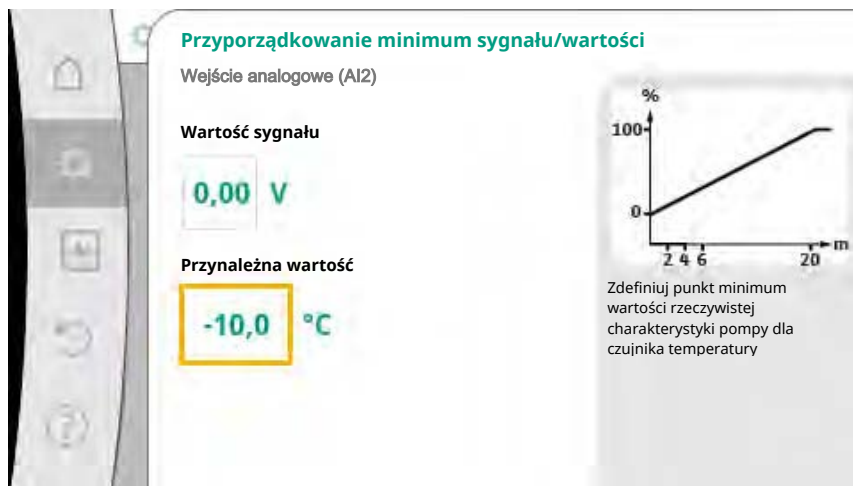 Przyporządkowanie minimum sygnału/wartości
Wejście analogowe (AI2)
Wartość sygnału
0,00 V
Przynależna wartość
-10,0 °C
%
100
0
2 4 6 20 m
Zdefiniuj punkt minimum
wartości rzeczywistej
charakterystyki pompy dla
czujnika temperatury